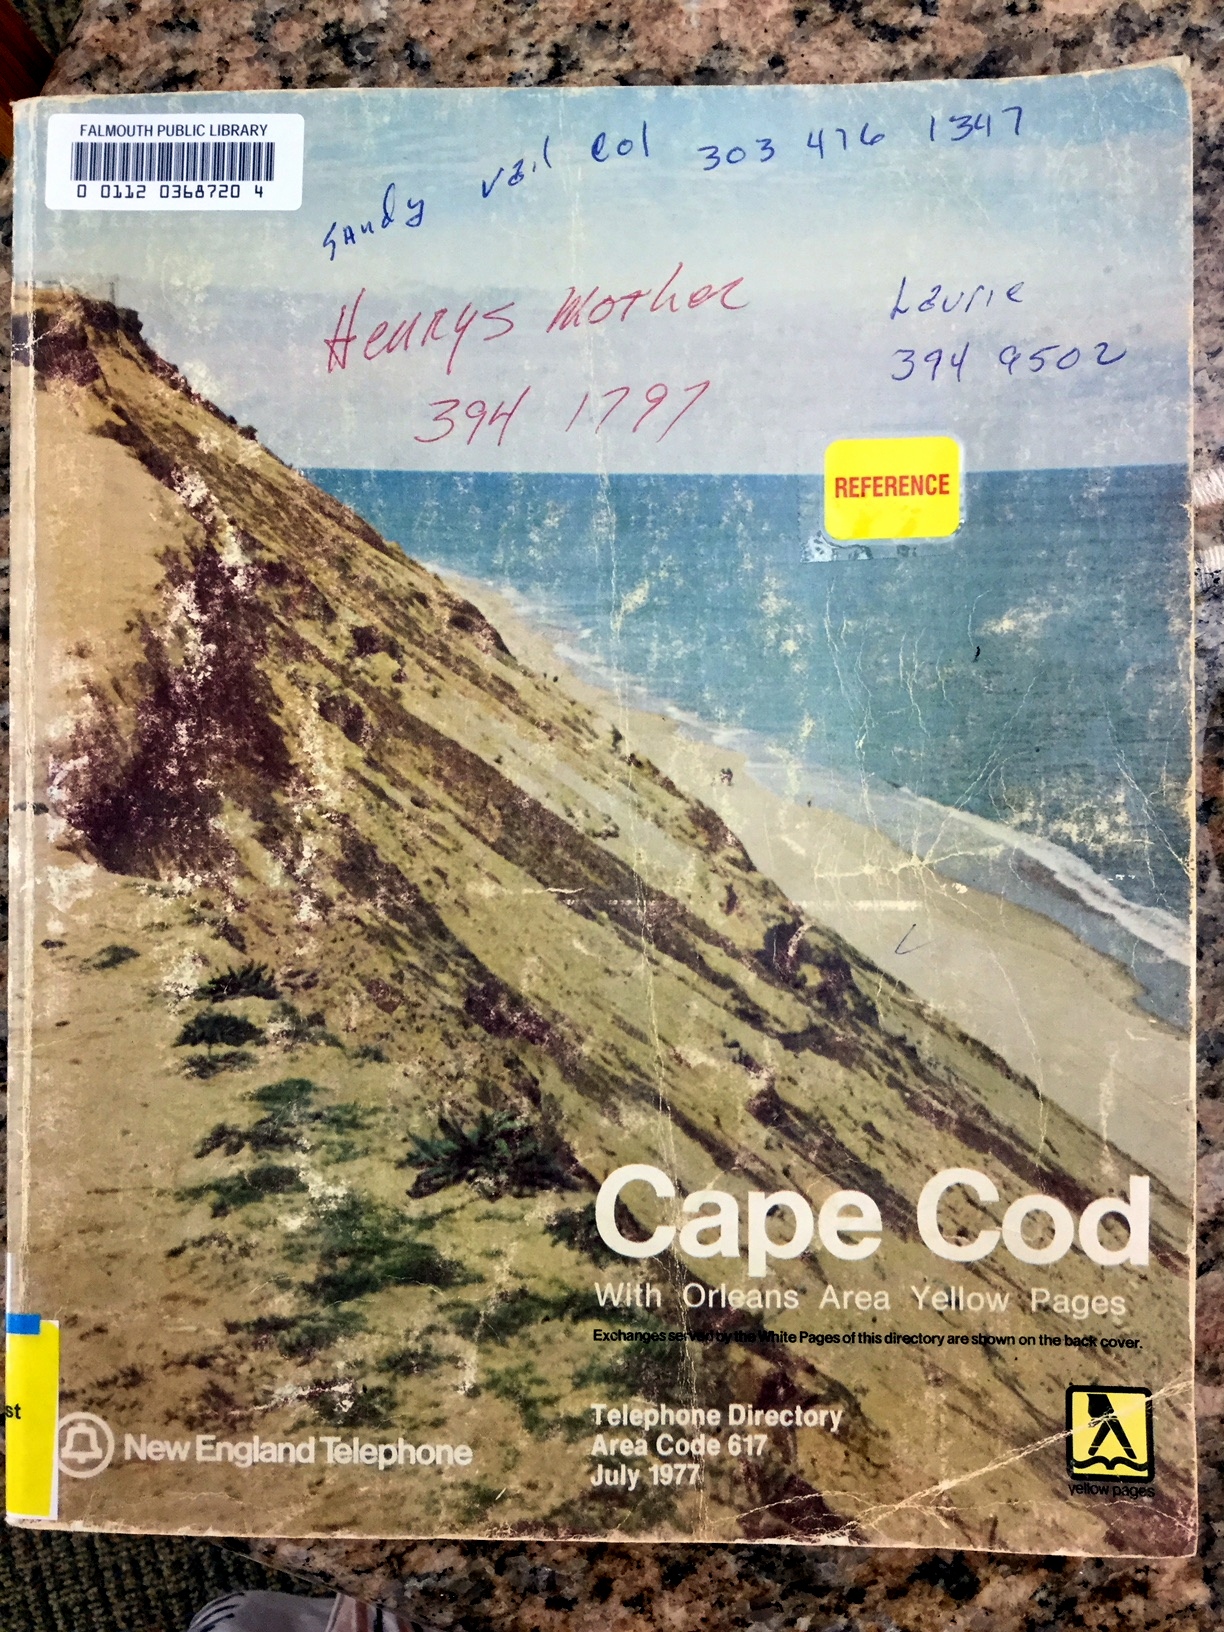 FALMOUTH PUBLIC LIBRARY
0 0112 0368720 4
Sandy Vail Col 303 476 1347
Henrys Mother
394 1797
Laurie
394 9502
REFERENCE
Cape Cod
With Orleans Area Yellow Pages
Exchanges served by the White Pages of this directory are shown on the back cover.
Telephone Directory
Area Code 617
July 1977
New England Telephone
yellow pages
st